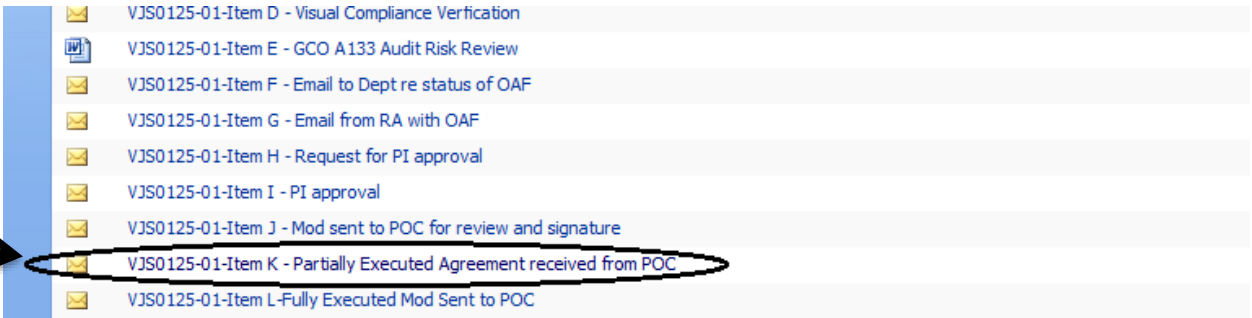 VJS0125-01-Item D - Visual Compliance Verfication
VJS0125-01-Item E - GCO A133 Audit Risk Review
VJS0125-01-Item F - Email to Dept re status of OAF
VJS0125-01-Item G - Email from RA with OAF
VJS0125-01-Item H - Request for PI approval
VJS0125-01-Item I - PI approval
VJS0125-01-Item J - Mod sent to POC for review and signature
VJS0125-01-Item K - Partially Executed Agreement received from POC
VJS0125-01-Item L-Fully Executed Mod Sent to POC